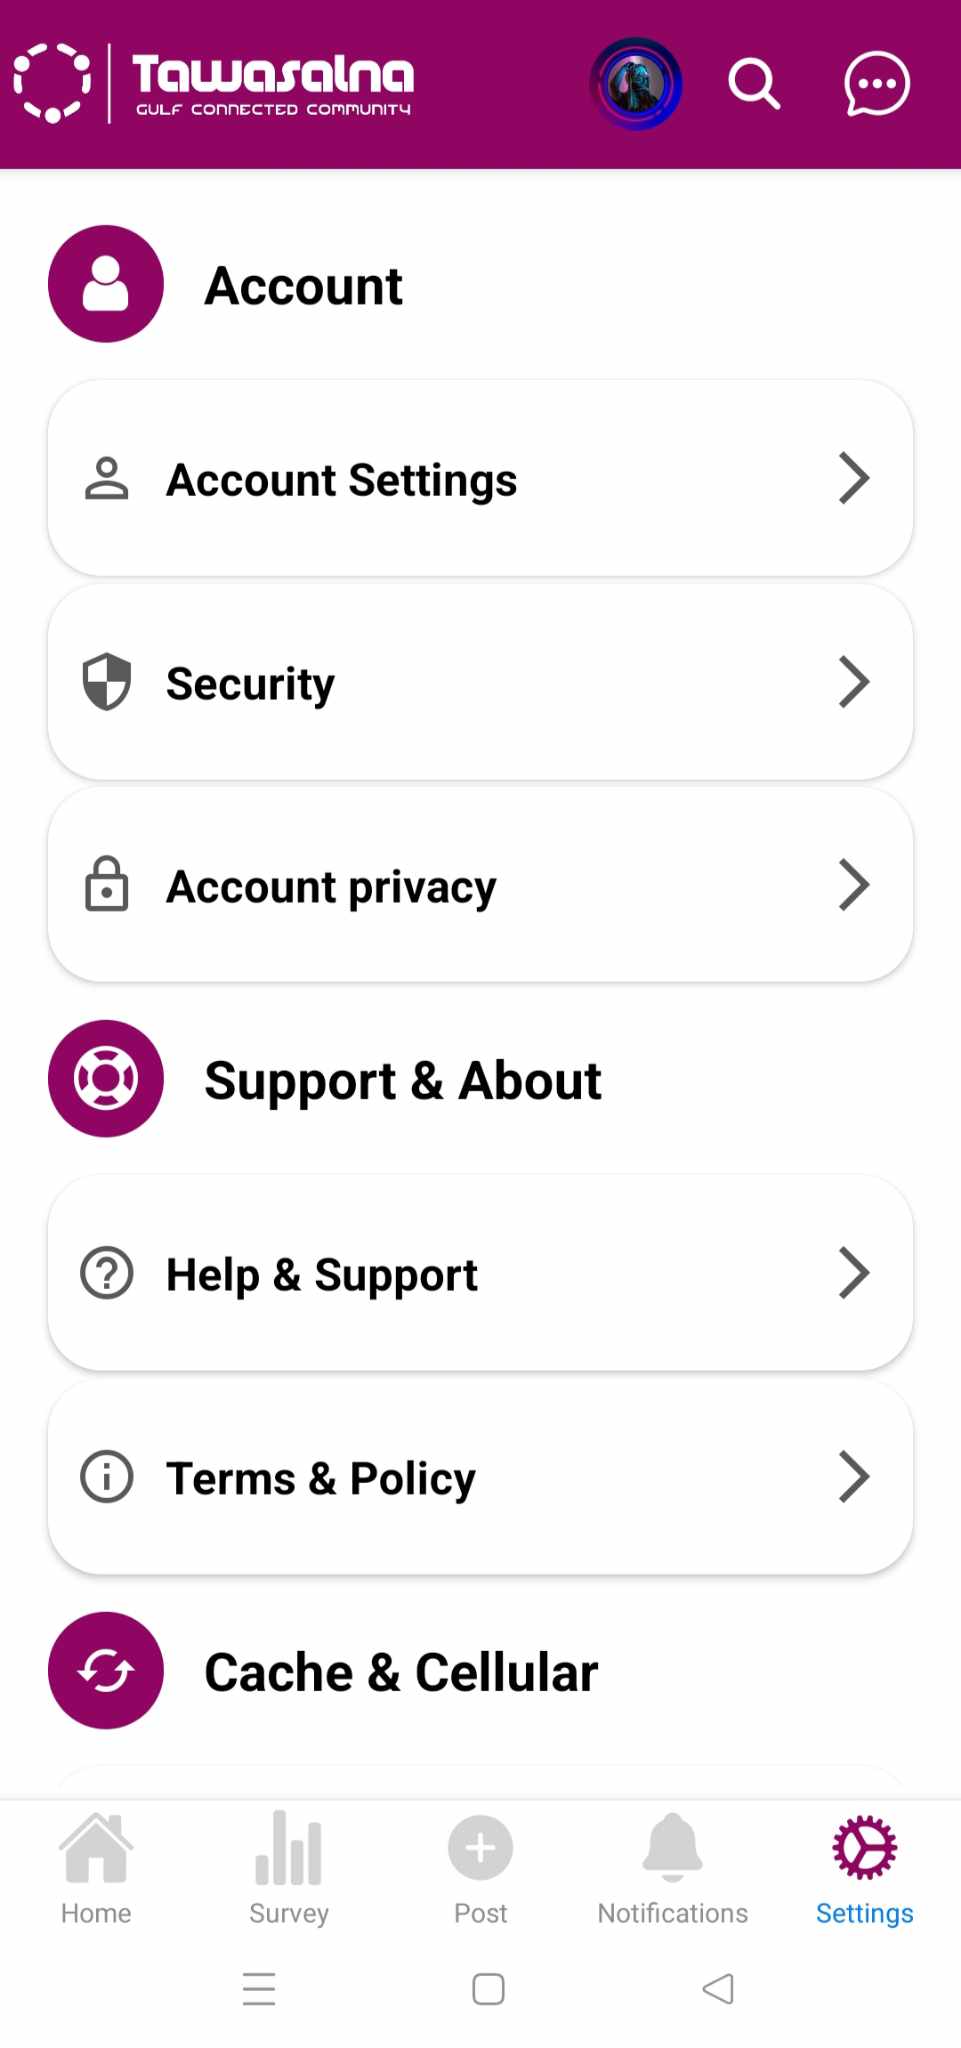 Tawasalna
GULF CONNECTED COMMUNITY
Account
Account Settings
Security
Account privacy
Support & About
Help & Support
Terms & Policy
Cache & Cellular
Home
Survey
Post
Notifications
Settings